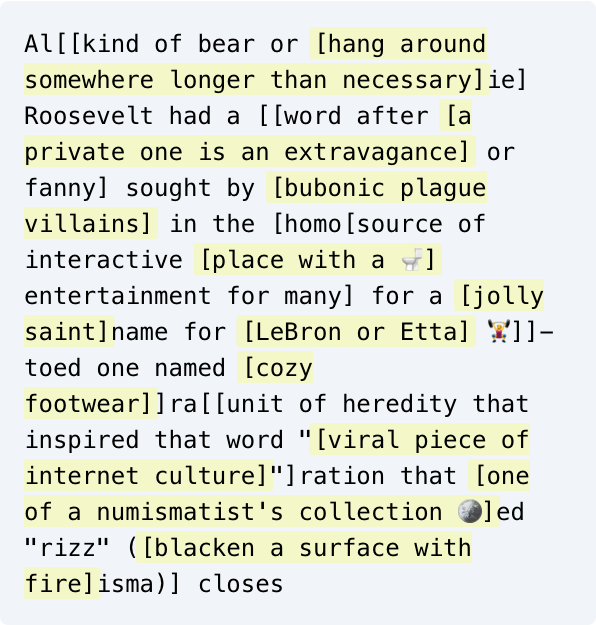 Al[[kind of bear or [hang around
somewhere longer than necessary]ie]
Roosevelt had a [[word after [a
private one is an extravagance] or
fanny] sought by [bubonic plague
villains] in the [homo[source of
interactive [place with a 🚽]
entertainment for many] for a [jolly
saint]name for [LeBron or Etta] 🏋️]]-
toed one named [cozy
footwear]]ra[[unit of heredity that
inspired that word "[viral piece of
internet culture]"]ration that [one
of a numismatist's collection 🪙]ed
"rizz" ([blacken a surface with
fire]isma)] closes